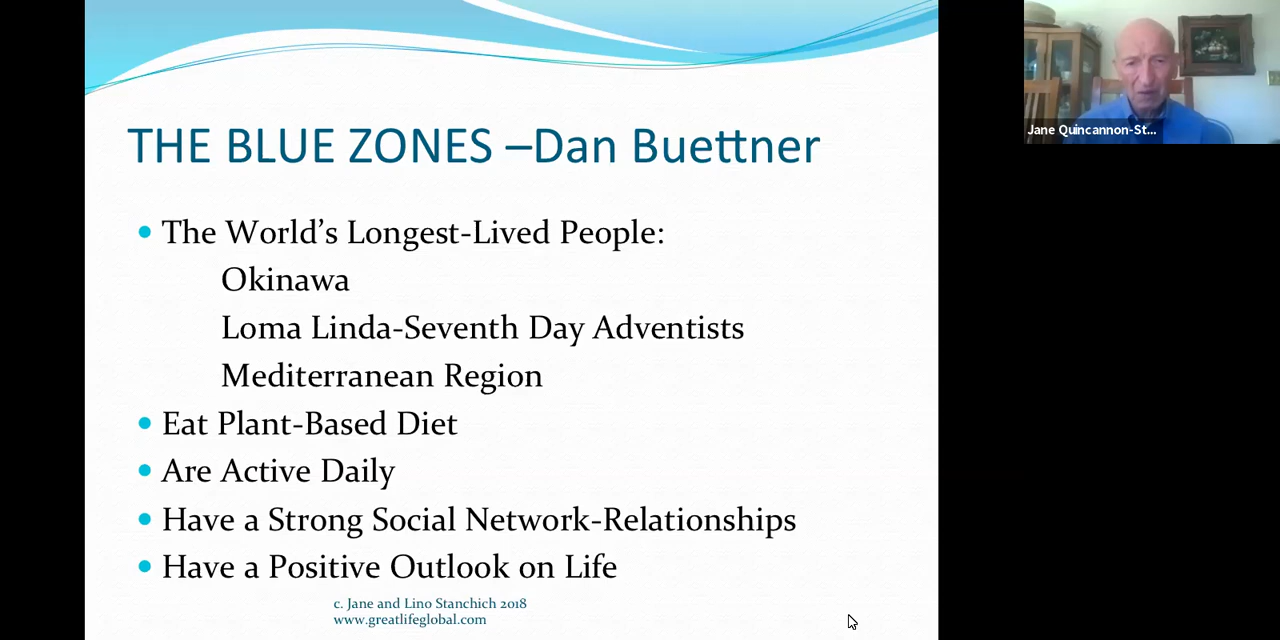 THE BLUE ZONES –Dan Buettner
• The World’s Longest-Lived People:
Okinawa
Loma Linda-Seventh Day Adventists
Mediterranean Region
• Eat Plant-Based Diet
• Are Active Daily
• Have a Strong Social Network-Relationships
• Have a Positive Outlook on Life
c. Jane and Lino Stanchich 2018
www.greatlifeglobal.com
Jane Quincannon-St...